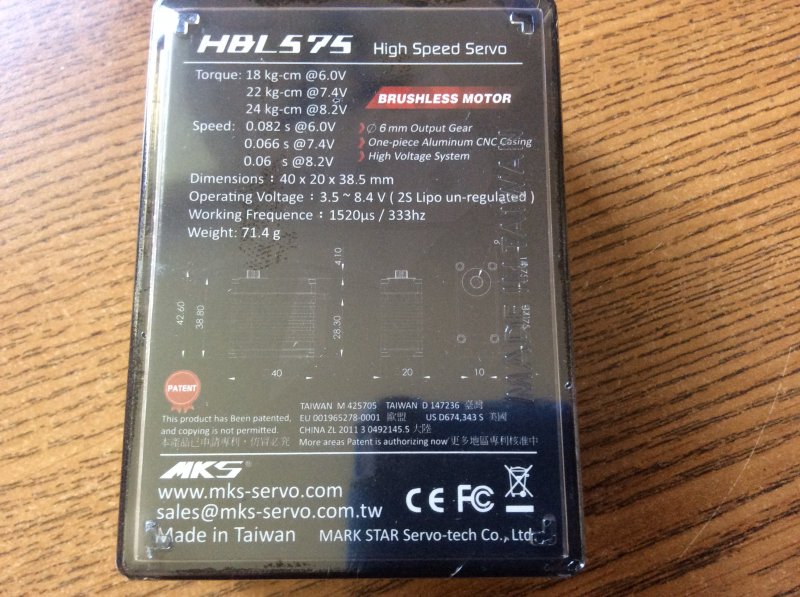 HBL575 High Speed Servo
Torque: 18 kg-cm @6.0V
22 kg-cm @7.4V
24 kg-cm @8.2V
BRUSHLESS MOTOR
Speed: 0.082 s @6.0V
0.066 s @7.4V
0.06 s @8.2V
∅ 6 mm Output Gear
One-piece Aluminum CNC Casing
High Voltage System
Dimensions : 40 x 20 x 38.5 mm
Operating Voltage : 3.5 ~ 8.4 V ( 2S Lipo un-regulated )
Working Frequence : 1520µs / 333hz
Weight: 71.4 g
4.10
42.60
38.80
28.30
40
20
10
MADE IN TAIWAN
PATENT
TAIWAN M 425705 TAIWAN D 147236 臺灣
This product has Been patented, EU 001965278-0001 歐盟 US D674,343 S 美國
and copying is not permitted. CHINA ZL 2011 3 0492145.5 大陸
本產品已申請專利，仿冒必究 More areas Patent is authorizing now 更多地區專利核准中
MKS®
www.mks-servo.com
sales@mks-servo.com.tw
CE FC
Made in Taiwan MARK STAR Servo-tech Co., Ltd.